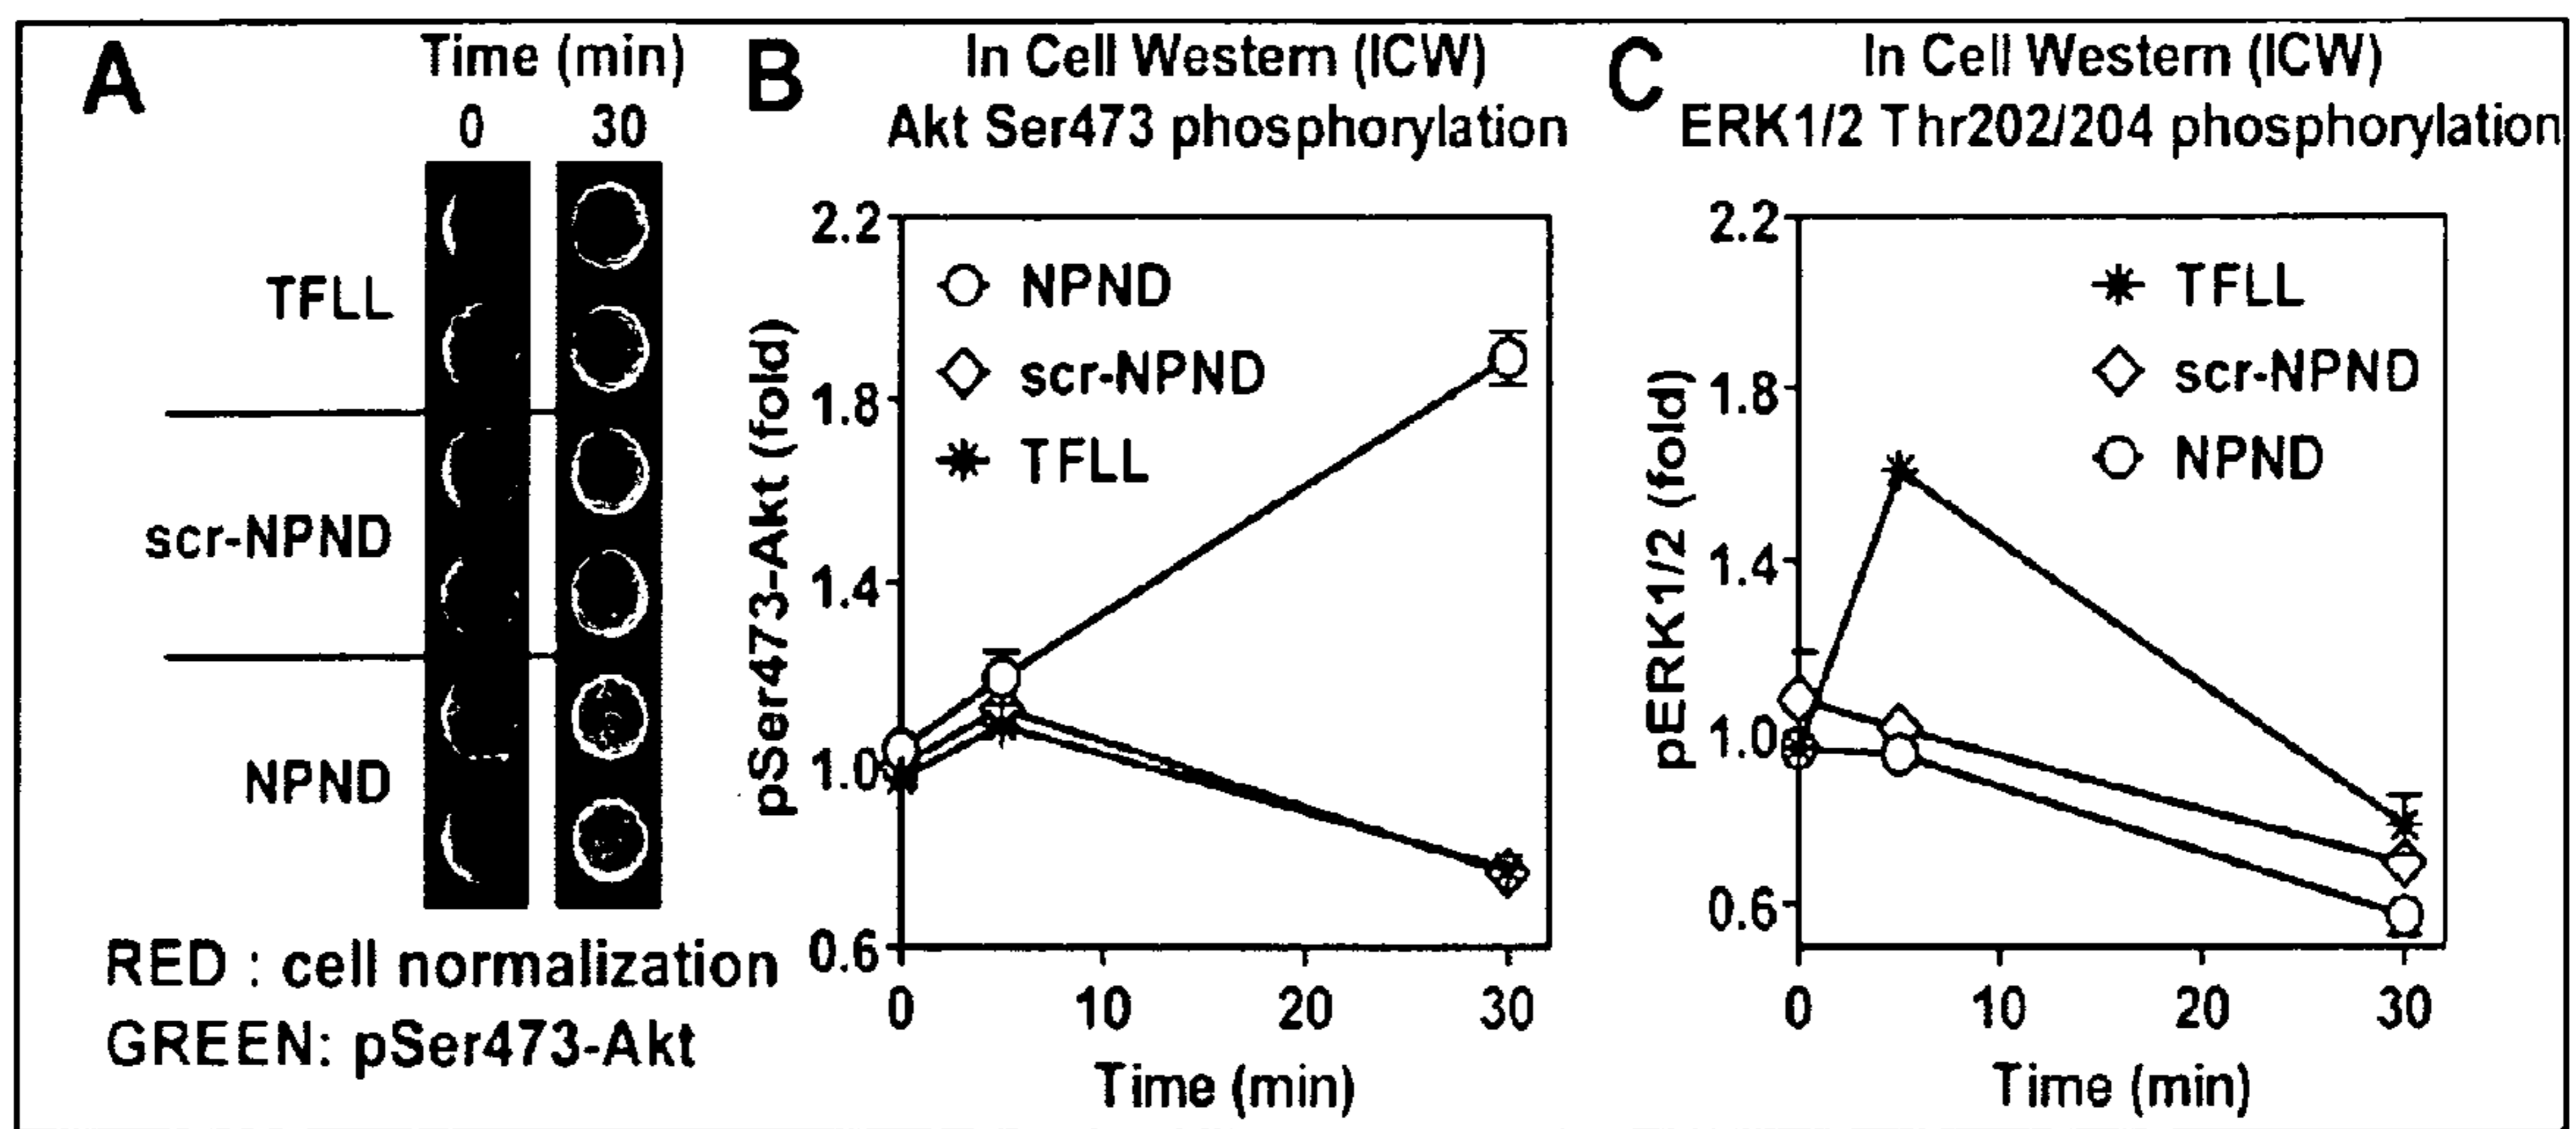 A
Time (min)
0 30
TFLL
scr-NPND
NPND
RED : cell normalization
GREEN: pSer473-Akt
B
In Cell Western (ICW)
Akt Ser473 phosphorylation
pSer473-Akt (fold)
2.2
1.8
1.4
1.0
0.6
NPND
scr-NPND
TFLL
0 10 20 30
Time (min)
C
In Cell Western (ICW)
ERK1/2 Thr202/204 phosphorylation
pERK1/2 (fold)
2.2
1.8
1.4
1.0
0.6
TFLL
scr-NPND
NPND
0 10 20 30
Time (min)